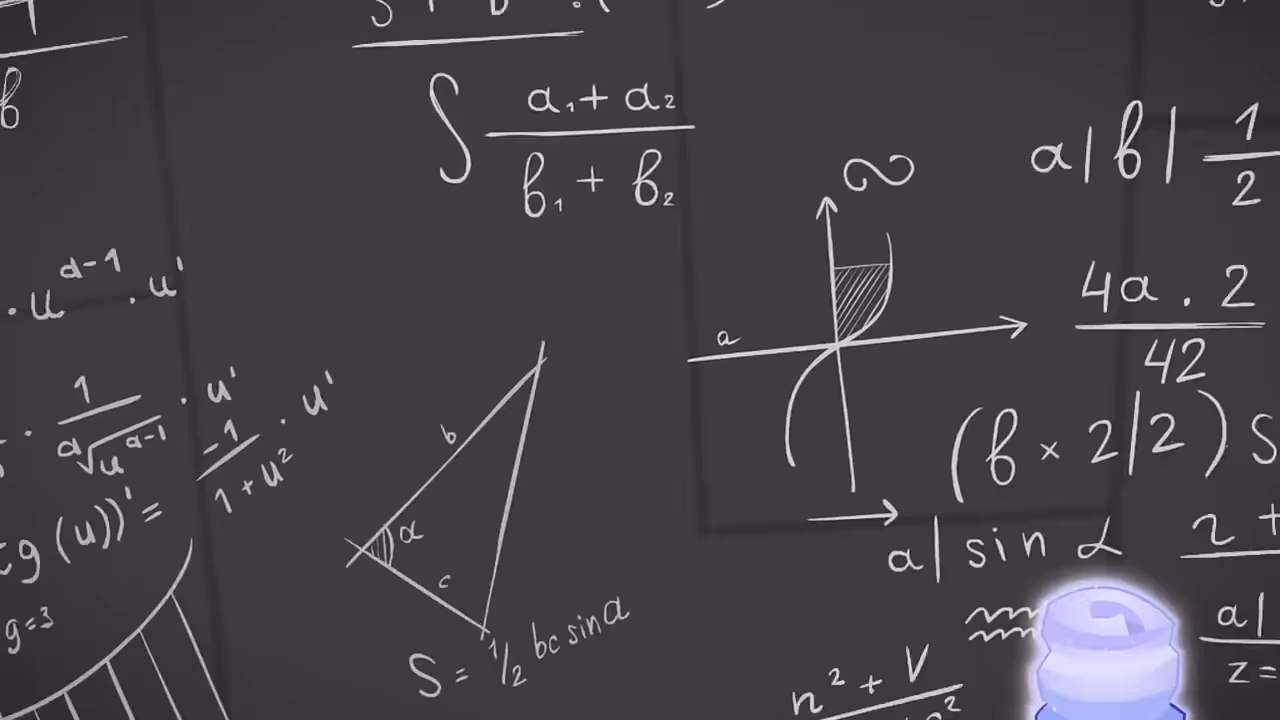 b
∫ (a₁ + a₂)/(b₁ + b₂)
a | b | 1/2
∞
· u^(a-1) · u'
a
(4a · 2)/42
· 1/(ᵃ√(u^(a-1))) · u'
-1/(1 + u²) · u'
b
(b × 2/2) S
α
(u))' =
c
a | sin α
2 +
g=3
S = 1/2 bc sin α
a |
z =
n² + V